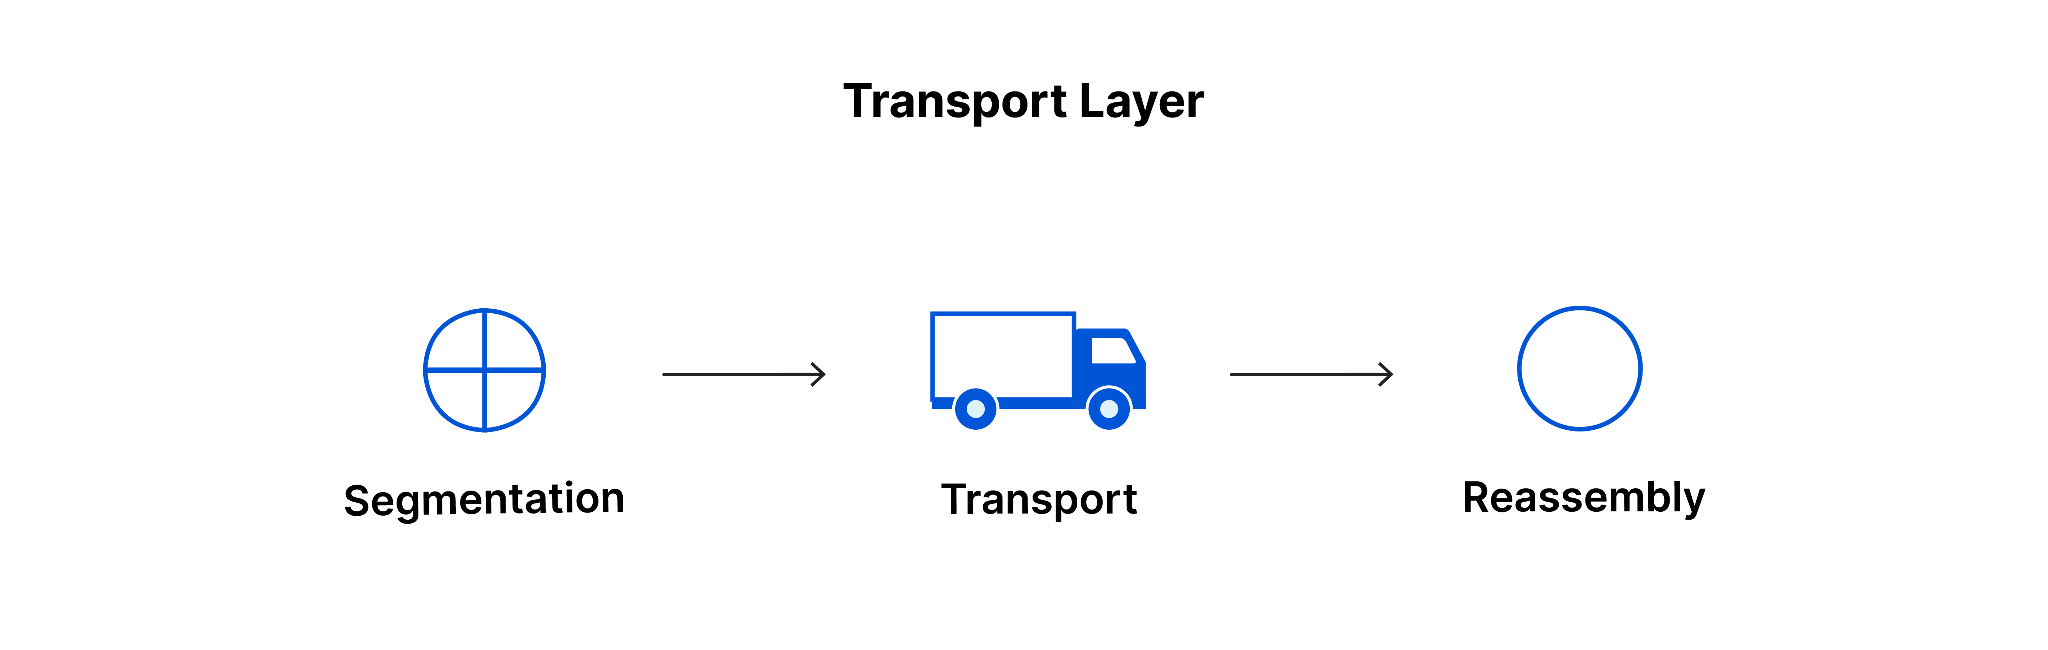 Transport Layer
Segmentation
Transport
Reassembly